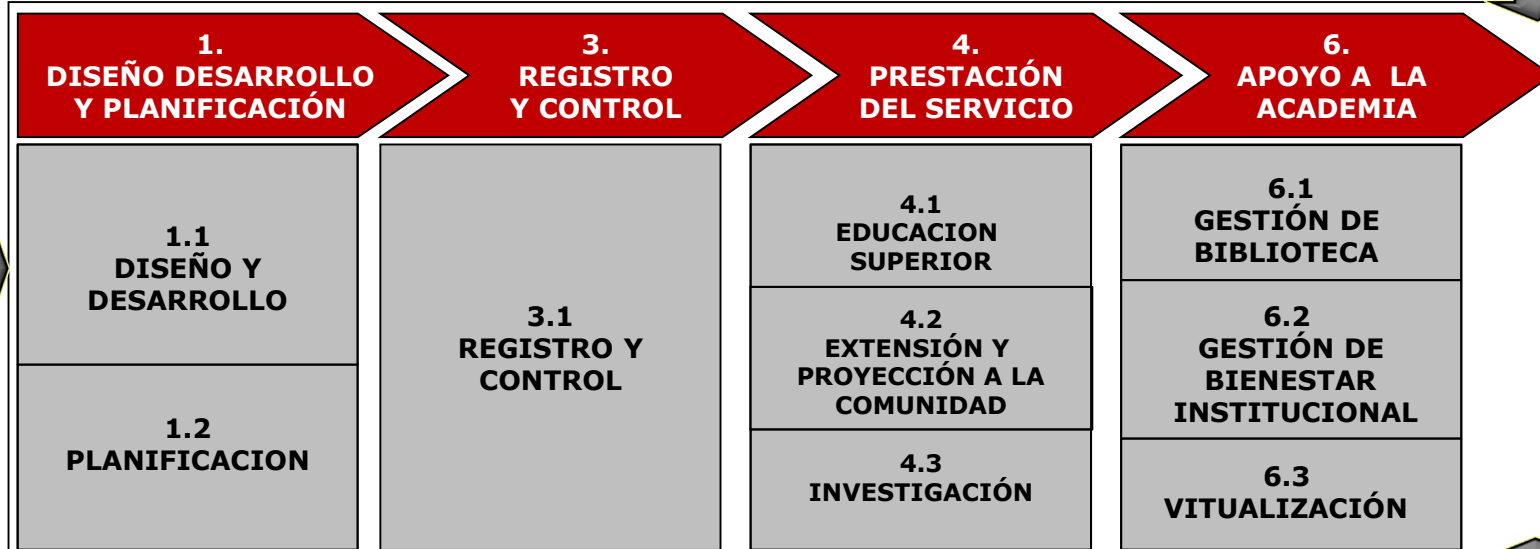 1.
DISEÑO DESARROLLO
Y PLANIFICACIÓN
3.
REGISTRO
Y CONTROL
4.
PRESTACIÓN
DEL SERVICIO
6.
APOYO A LA
ACADEMIA
1.1
DISEÑO Y
DESARROLLO
1.2
PLANIFICACION
3.1
REGISTRO Y
CONTROL
4.1
EDUCACION
SUPERIOR
4.2
EXTENSIÓN Y
PROYECCIÓN A LA
COMUNIDAD
4.3
INVESTIGACIÓN
6.1
GESTIÓN DE
BIBLIOTECA
6.2
GESTIÓN DE
BIENESTAR
INSTITUCIONAL
6.3
VITUALIZACIÓN